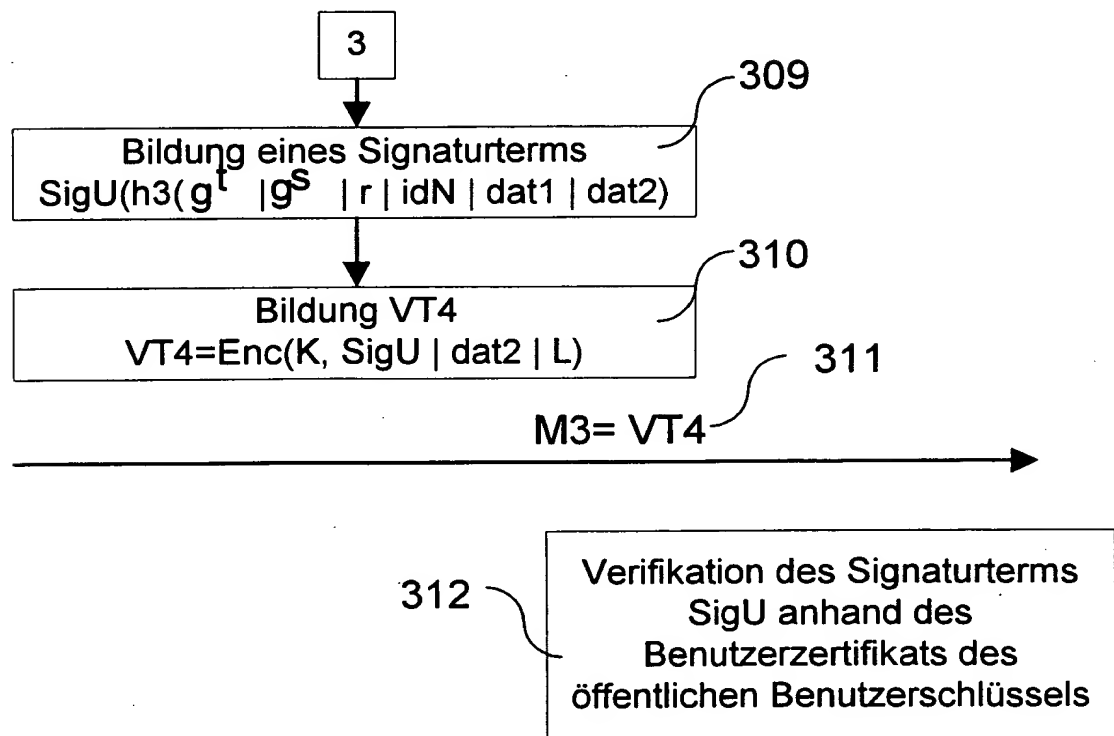 3
309
Bildung eines Signaturterms
SigU(h3( g^t | g^s | r | idN | dat1 | dat2)
310
Bildung VT4
VT4=Enc(K, SigU | dat2 | L)
311
M3= VT4
312
Verifikation des Signaturterms
SigU anhand des
Benutzerzertifikats des
öffentlichen Benutzerschlüssels